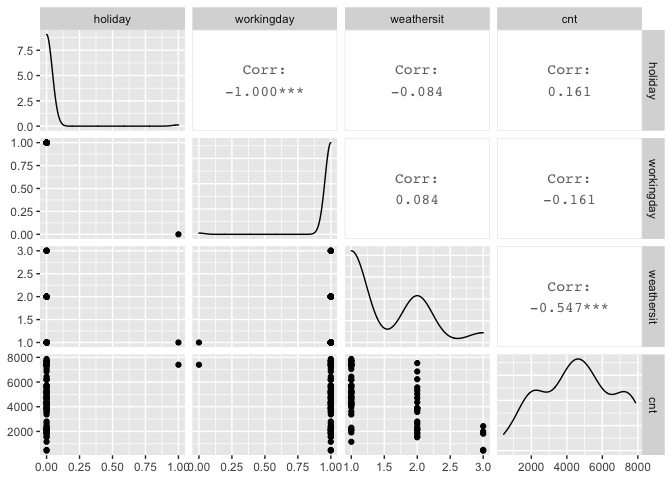 holiday workingday weathersit cnt
7.5
5.0
2.5
0.0
Corr:
-1.000***
Corr:
-0.084
Corr:
0.161
holiday
1.00
0.75
0.50
0.25
0.00
Corr:
0.084
Corr:
-0.161
workingday
3.0
2.5
2.0
1.5
1.0
Corr:
-0.547***
weathersit
8000
6000
4000
2000
cnt
0.00 0.25 0.50 0.75 1.00 0.00 0.25 0.50 0.75 1.00 1.0 1.5 2.0 2.5 3.0 2000 4000 6000 8000